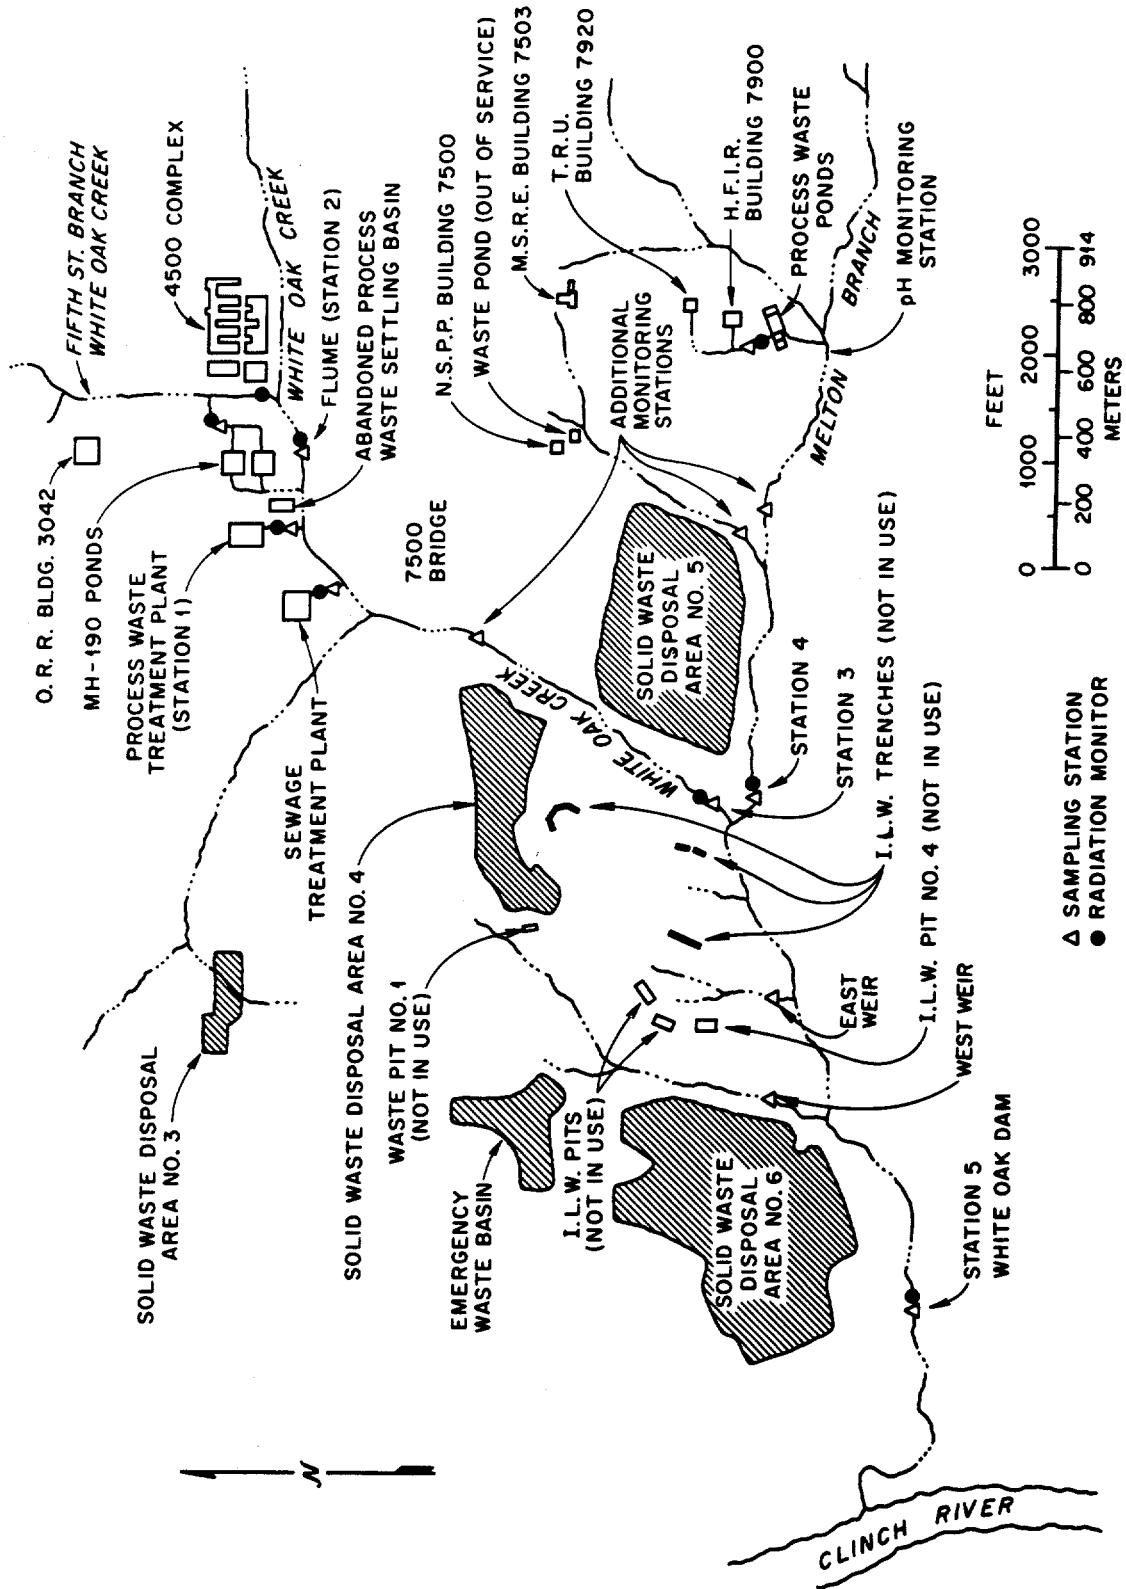 FIFTH ST. BRANCH
WHITE OAK CREEK
4500 COMPLEX
WHITE OAK CREEK
FLUME (STATION 2)
ABANDONED PROCESS
WASTE SETTLING BASIN
O. R. R. BLDG. 3042
MH-190 PONDS
PROCESS WASTE
TREATMENT PLANT
(STATION 1)
SEWAGE
TREATMENT PLANT
7500
BRIDGE
N.S.P.P. BUILDING 7500
WASTE POND (OUT OF SERVICE)
M.S.R.E. BUILDING 7503
T.R.U.
BUILDING 7920
H.F.I.R.
BUILDING 7900
PROCESS WASTE
PONDS
pH MONITORING
STATION
MELTON BRANCH
ADDITIONAL
MONITORING
STATIONS
SOLID WASTE
DISPOSAL
AREA NO. 5
WHITE OAK CREEK
STATION 4
STATION 3
I.L.W. TRENCHES (NOT IN USE)
I.L.W. PIT NO. 4 (NOT IN USE)
SOLID WASTE DISPOSAL
AREA NO. 3
SOLID WASTE DISPOSAL AREA NO. 4
WASTE PIT NO. 1
(NOT IN USE)
EMERGENCY
WASTE BASIN
I.L.W. PITS
(NOT IN USE)
EAST
WEIR
WEST WEIR
SOLID WASTE
DISPOSAL
AREA NO. 6
STATION 5
WHITE OAK DAM
CLINCH RIVER
N
FEET
0 1000 2000 3000
0 200 400 600 800 914
METERS
△ SAMPLING STATION
● RADIATION MONITOR